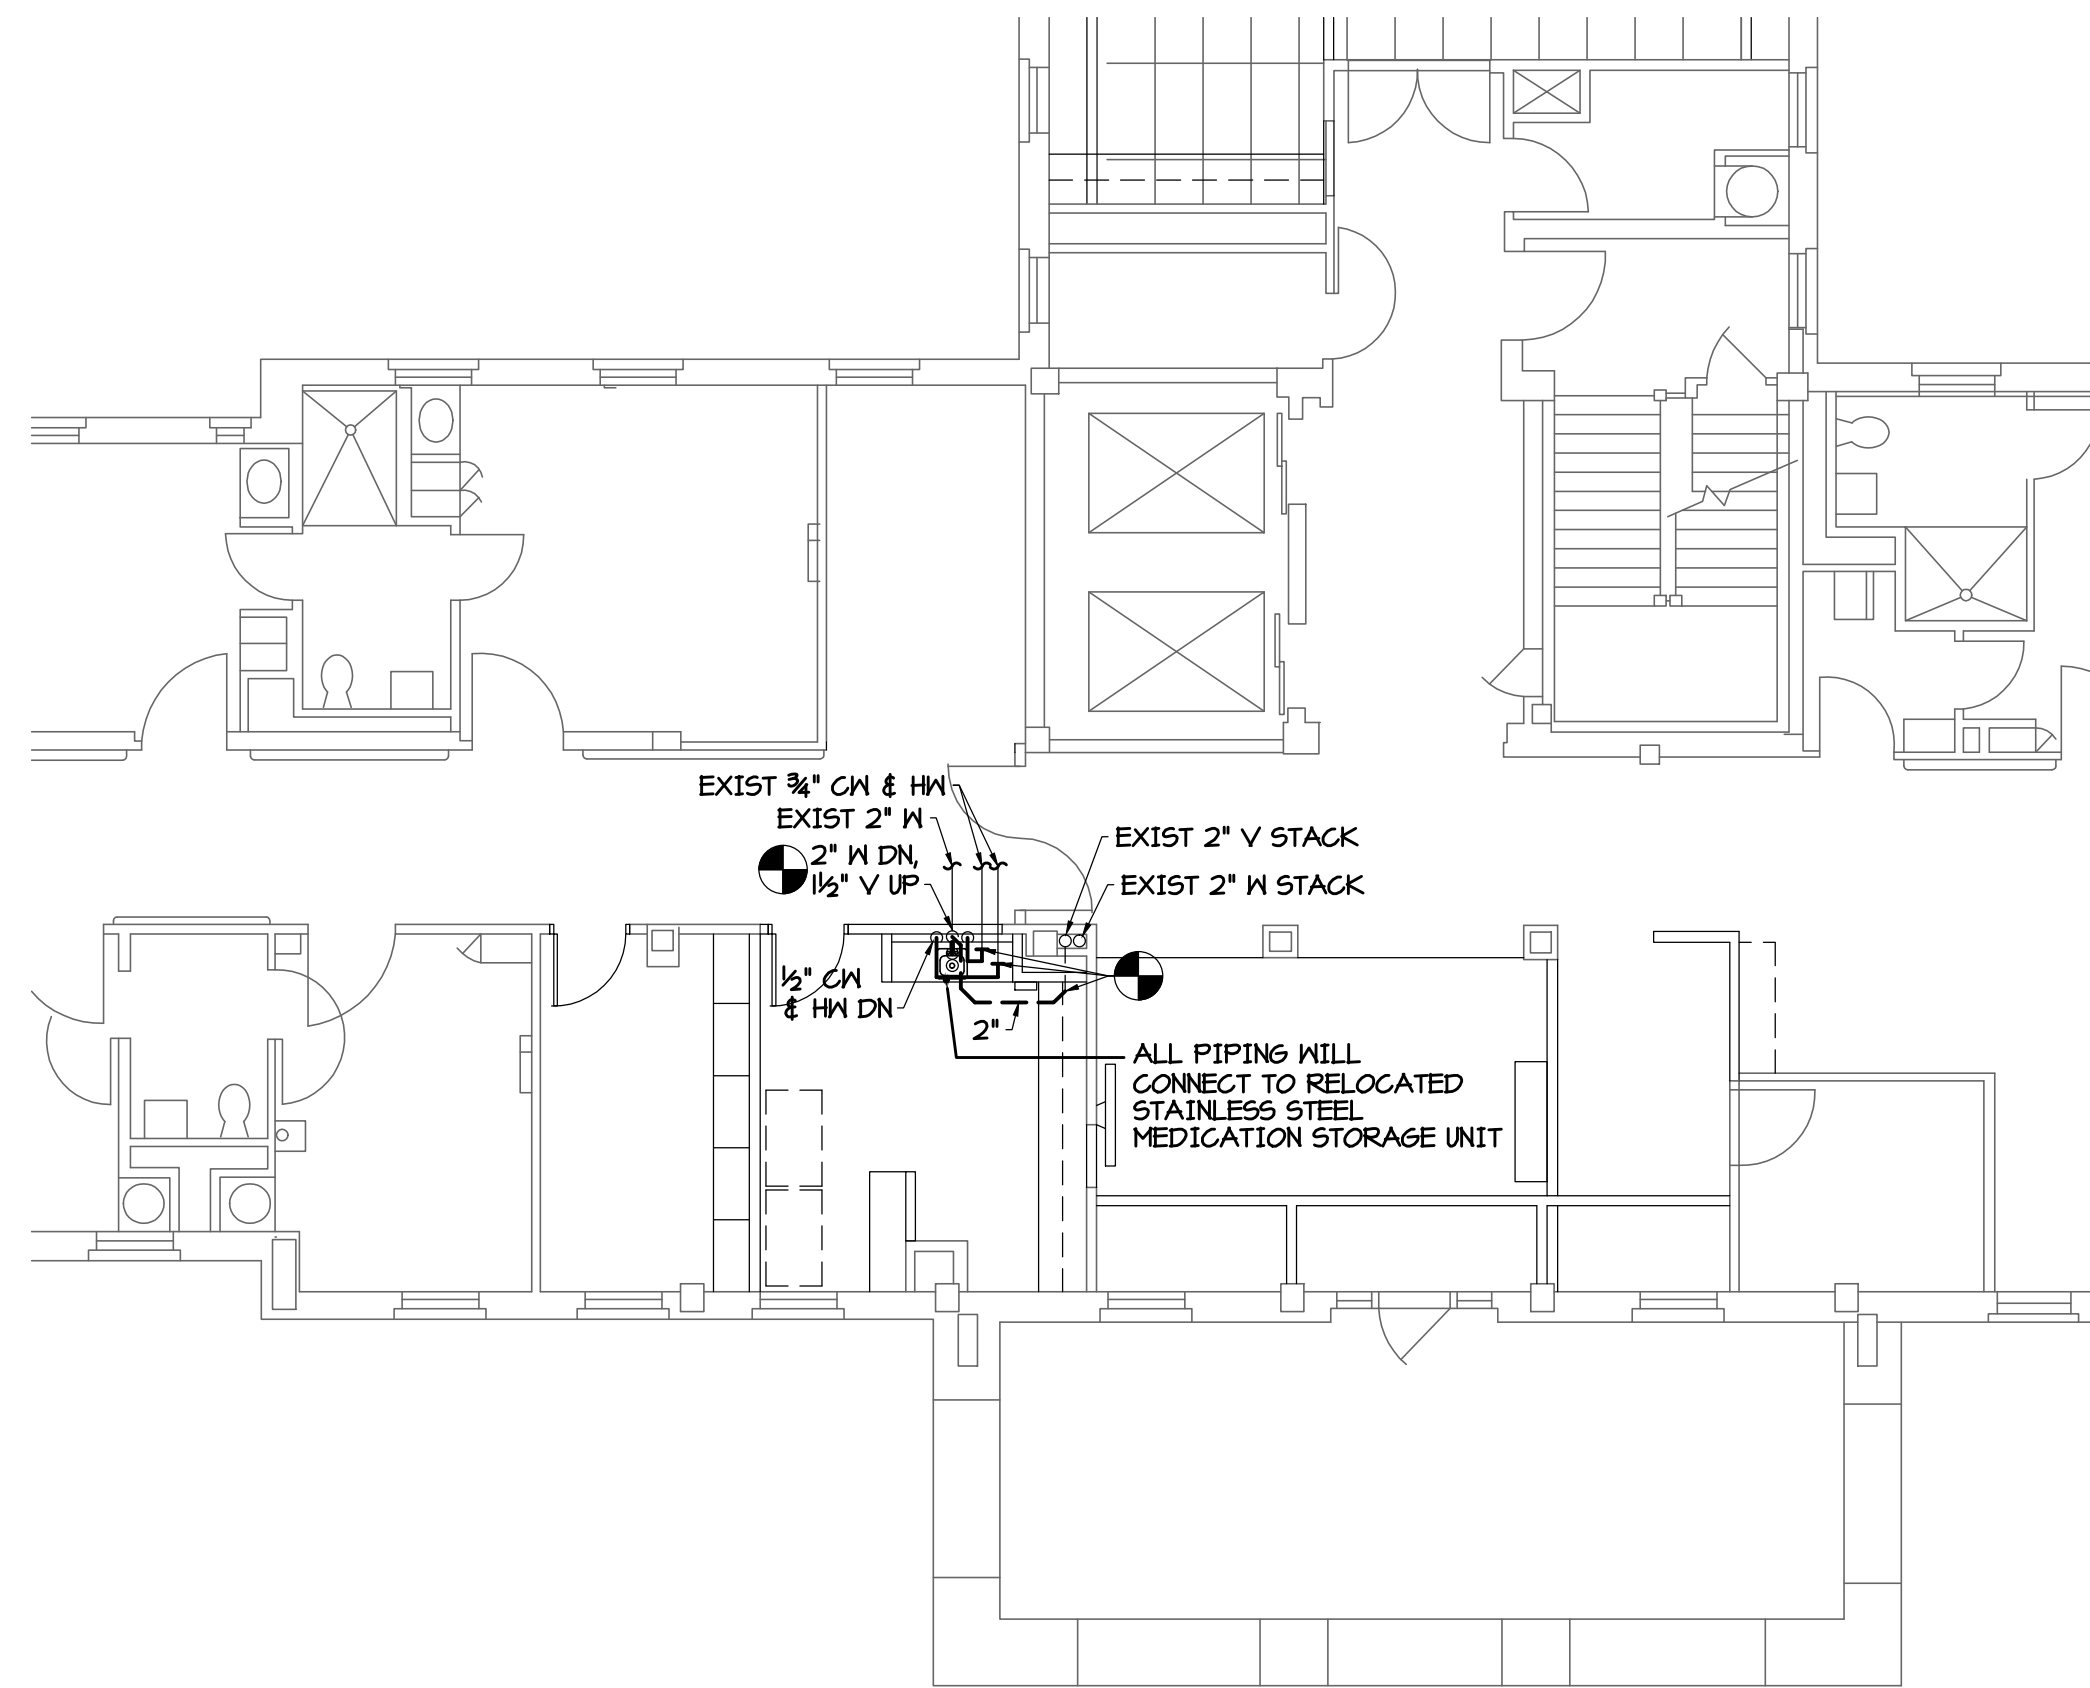 EXIST ¾" CW & HW
EXIST 2" W
2" W DN,
1½" V UP
EXIST 2" V STACK
EXIST 2" W STACK
½" CW
& HW DN
2"
ALL PIPING WILL
CONNECT TO RELOCATED
STAINLESS STEEL
MEDICATION STORAGE UNIT